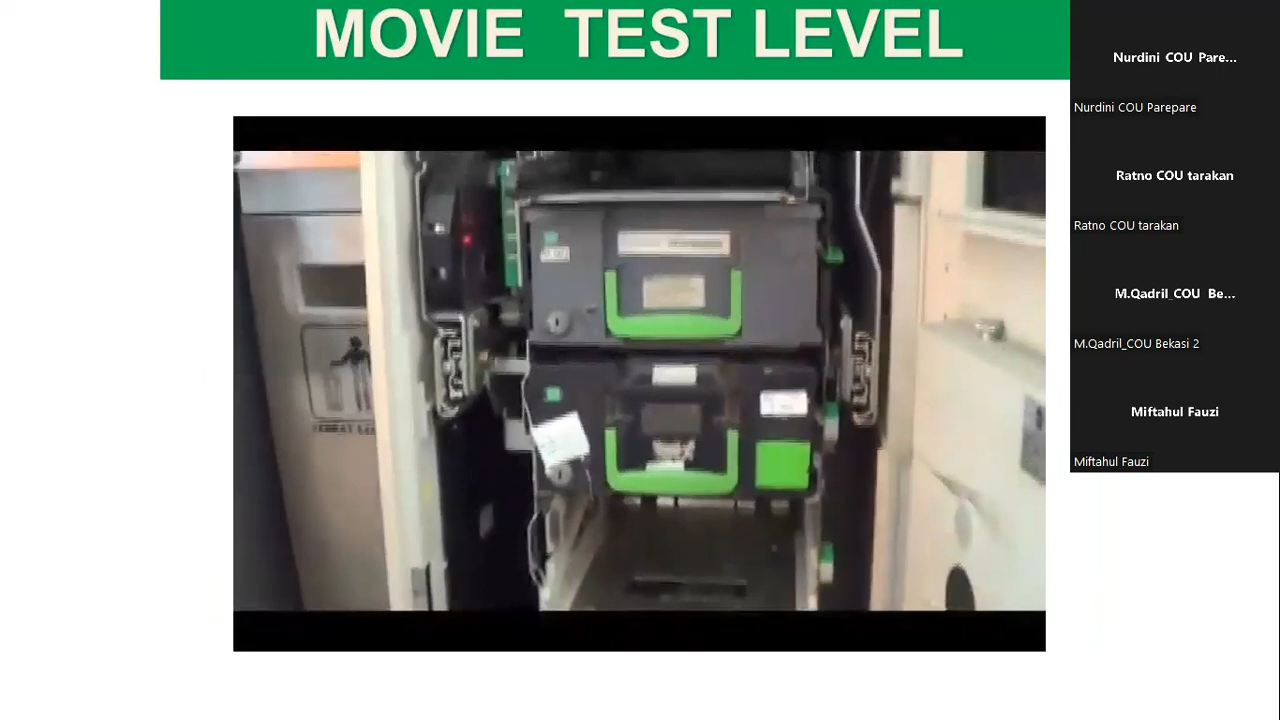 MOVIE TEST LEVEL
Nurdini COU Pare...
Nurdini COU Parepare
Ratno COU tarakan
Ratno COU tarakan
M.Qadril_COU Be...
M.Qadril_COU Bekasi 2
Miftahul Fauzi
Miftahul Fauzi